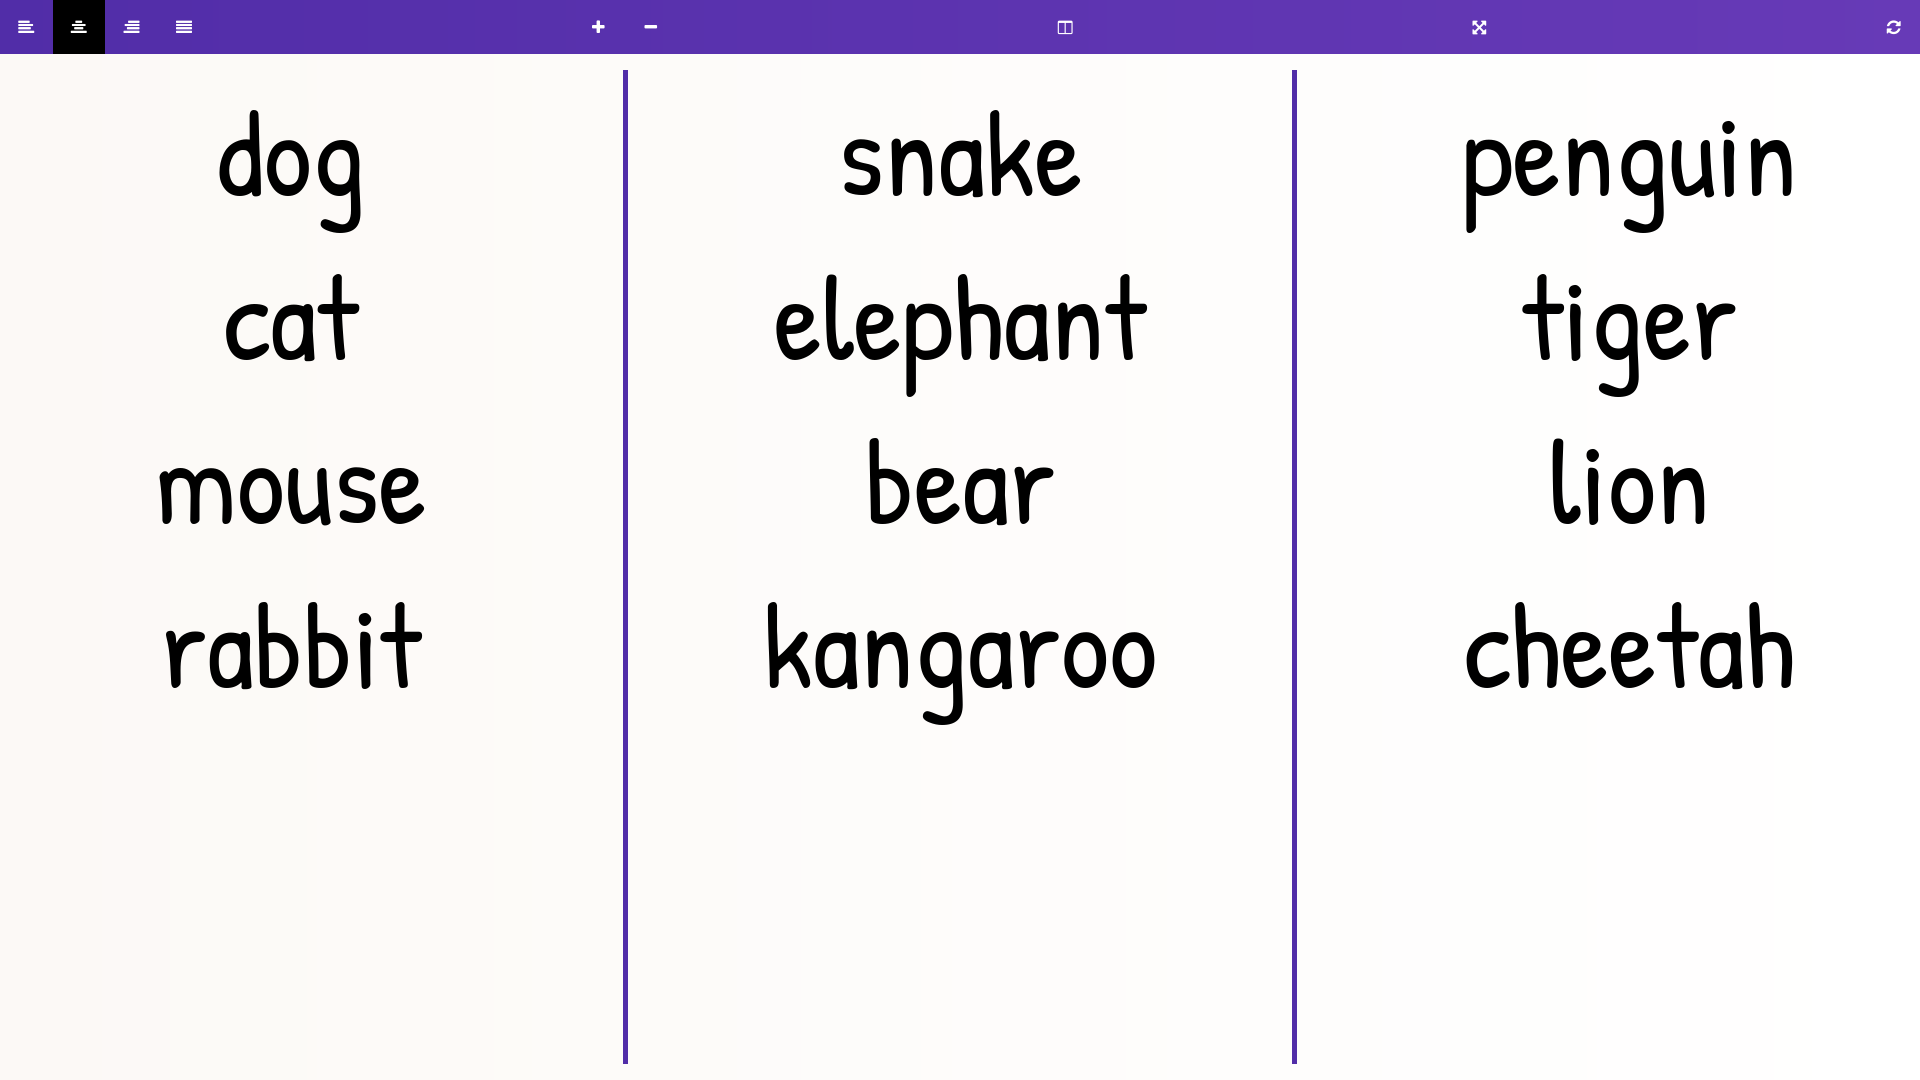 dog
cat
mouse
rabbit
snake
elephant
bear
kangaroo
penguin
tiger
lion
cheetah